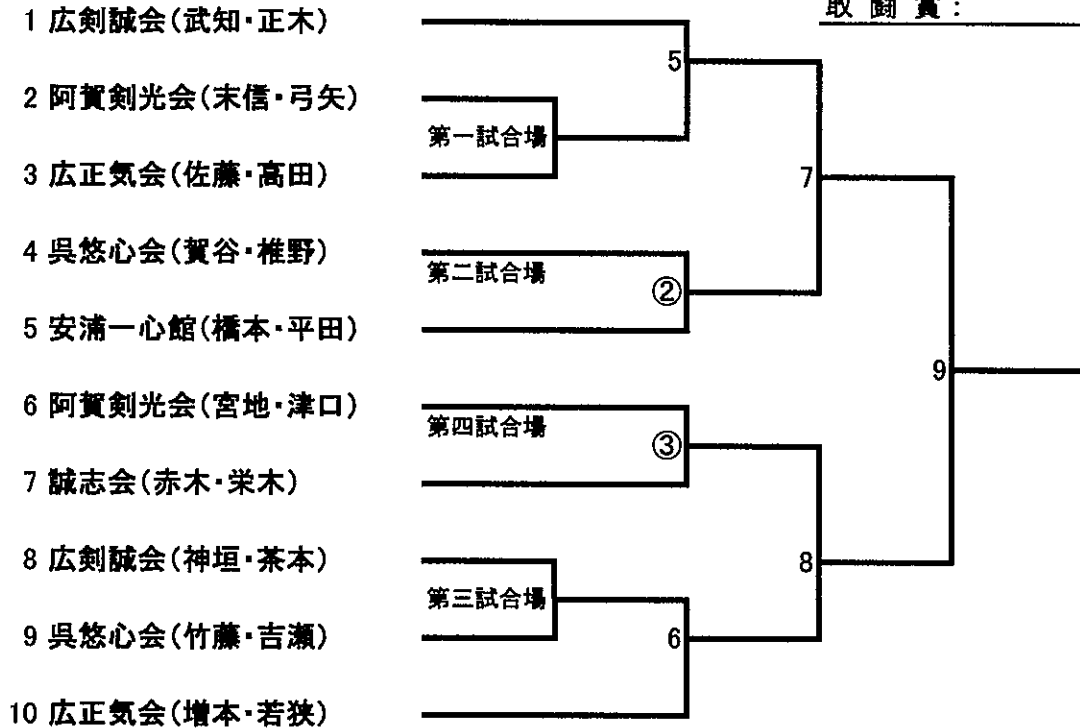 取闘賞:
1 広剣誠会(武知・正木)
5
2 阿賀剣光会(末信・弓矢)
第一試合場
3 広正気会(佐藤・高田)
7
4 呉悠心会(賀谷・椎野)
第二試合場
②
5 安浦一心館(橋本・平田)
9
6 阿賀剣光会(宮地・津口)
第四試合場
③
7 誠志会(赤木・栄木)
8 広剣誠会(神垣・茶本)
8
第三試合場
9 呉悠心会(竹藤・吉瀬)
6
10 広正気会(増本・若狭)